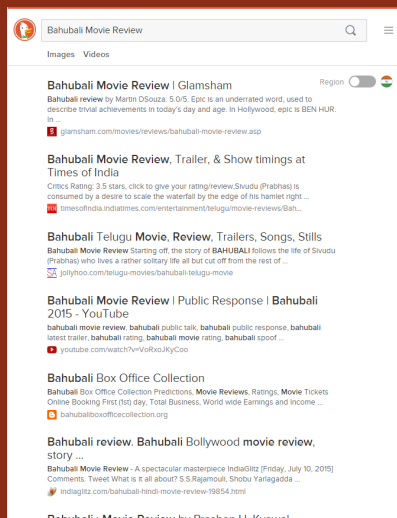 Bahubali Movie Review
Images Videos
Region
Bahubali Movie Review | Glamsham
Bahubali review by Martin DSouza: 5.0/5. Epic is an underrated word, used to
describe trivial achievements in today's day and age. In Hollywood, epic is BEN HUR.
In ...
glamsham.com/movies/reviews/bahubali-movie-review.asp
Bahubali Movie Review, Trailer, & Show timings at
Times of India
Critics Rating: 3.5 stars, click to give your rating/review,Sivudu (Prabhas) is
consumed by a desire to scale the waterfall by the edge of his hamlet right ...
timesofindia.indiatimes.com/entertainment/telugu/movie-reviews/Bah...
Bahubali Telugu Movie, Review, Trailers, Songs, Stills
Bahubali Movie Review Starting off, the story of BAHUBALI follows the life of Sivudu
(Prabhas) who lives a rather solitary life all but cut off from the rest of ...
jollyhoo.com/telugu-movies/bahubali-telugu-movie
Bahubali Movie Review | Public Response | Bahubali
2015 - YouTube
bahubali movie review, bahubali public talk, bahubali public response, bahubali
latest trailer, bahubali rating, bahubali movie rating, bahubali spoof ...
youtube.com/watch?v=VoRxoJKyCoo
Bahubali Box Office Collection
Bahubali Box Office Collection Predictions, Movie Reviews, Ratings, Movie Tickets
Online Booking First (1st) day, Total Business, World wide Earnings and Income ...
bahubaliboxofficecollection.org
Bahubali review. Bahubali Bollywood movie review,
story ...
Bahubali Movie Review - A spectacular masterpiece IndiaGlitz [Friday, July 10, 2015]
Comments. Tweet What is it all about? S.S.Rajamouli, Shobu Yarlagadda ...
indiaglitz.com/bahubali-hindi-movie-review-19854.html